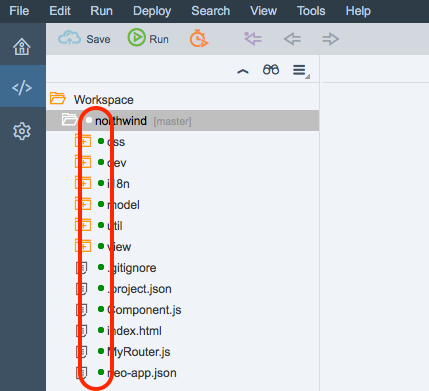 File Edit Run Deploy Search View Tools Help
Save Run
Workspace
northwind [master]
css
dev
i18n
model
util
view
.gitignore
.project.json
Component.js
index.html
MyRouter.js
neo-app.json